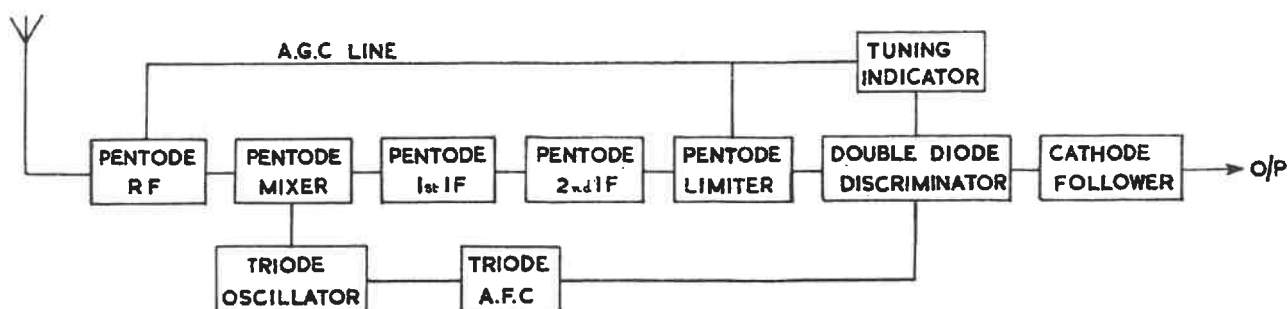 A.G.C LINE
TUNING
INDICATOR
PENTODE
RF
PENTODE
MIXER
PENTODE
1st IF
PENTODE
2nd IF
PENTODE
LIMITER
DOUBLE DIODE
DISCRIMINATOR
CATHODE
FOLLOWER
O/P
TRIODE
OSCILLATOR
TRIODE
A.F.C